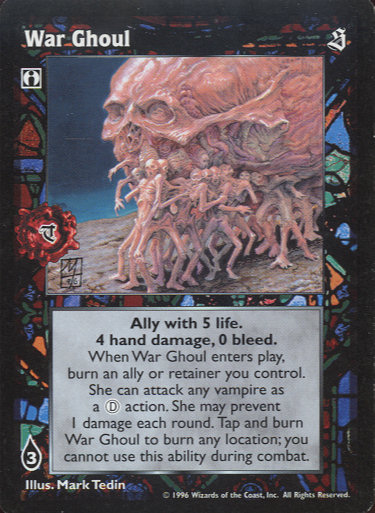 War Ghoul
Ally with 5 life.
4 hand damage, 0 bleed.
When War Ghoul enters play,
burn an ally or retainer you control.
She can attack any vampire as
a Ⓓ action. She may prevent
1 damage each round. Tap and burn
War Ghoul to burn any location; you
cannot use this ability during combat.
3
Illus. Mark Tedin
© 1996 Wizards of the Coast, Inc. All Rights Reserved.